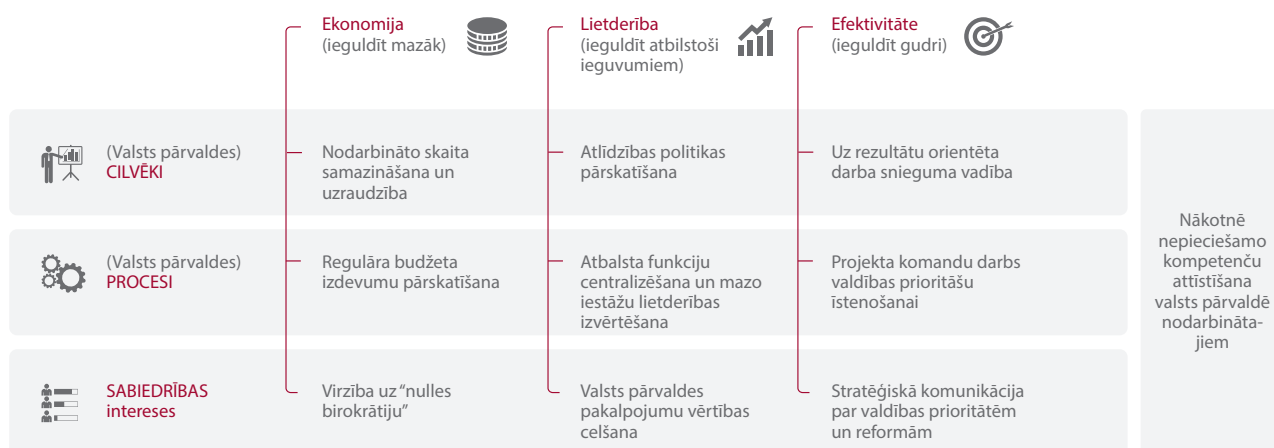 Ekonomija
(ieguldīt mazāk)
Lietderība
(ieguldīt atbilstoši
ieguvumiem)
Efektivitāte
(ieguldīt gudri)
(Valsts pārvaldes)
CILVĒKI
Nodarbināto skaita
samazināšana un
uzraudzība
Atlīdzības politikas
pārskatīšana
Uz rezultātu orientēta
darba snieguma vadība
(Valsts pārvaldes)
PROCESI
Regulāra budžeta
izdevumu pārskatīšana
Atbalsta funkciju
centralizēšana un mazo
iestāžu lietderības
izvērtēšana
Projekta komandu darbs
valdības prioritāšu
īstenošanai
SABIEDRĪBAS
intereses
Virzība uz “nulles
birokrātiju”
Valsts pārvaldes
pakalpojumu vērtības
celšana
Stratēģiskā komunikācija
par valdības prioritātēm
un reformām
Nākotnē
nepieciešamo
kompetenču
attīstīšana
valsts pārvaldē
nodarbināta-
jiem